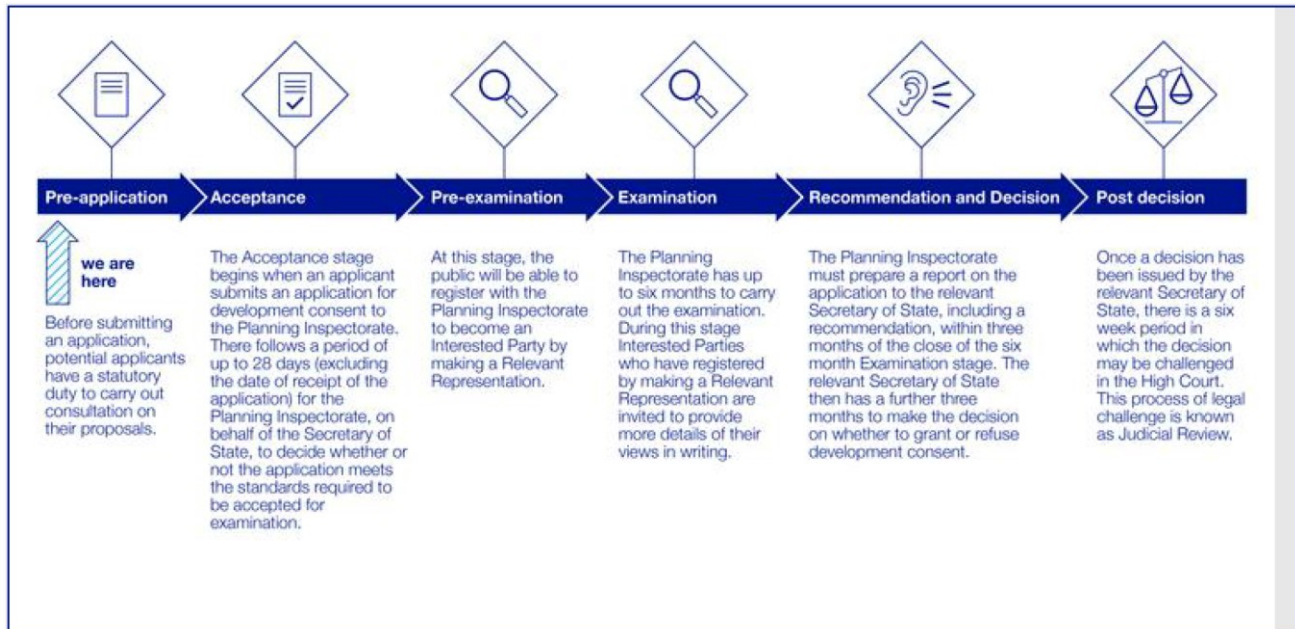 Pre-application
Acceptance
Pre-examination
Examination
Recommendation and Decision
Post decision
we are
here
Before submitting
an application,
potential applicants
have a statutory
duty to carry out
consultation on
their proposals.
The Acceptance stage
begins when an applicant
submits an application for
development consent to
the Planning Inspectorate.
There follows a period of
up to 28 days (excluding
the date of receipt of the
application) for the
Planning Inspectorate, on
behalf of the Secretary of
State, to decide whether or
not the application meets
the standards required to
be accepted for
examination.
At this stage, the
public will be able to
register with the
Planning Inspectorate
to become an
Interested Party by
making a Relevant
Representation.
The Planning
Inspectorate has up
to six months to carry
out the examination.
During this stage
Interested Parties
who have registered
by making a Relevant
Representation are
invited to provide
more details of their
views in writing.
The Planning Inspectorate
must prepare a report on the
application to the relevant
Secretary of State, including a
recommendation, within three
months of the close of the six
month Examination stage. The
relevant Secretary of State
then has a further three
months to make the decision
on whether to grant or refuse
development consent.
Once a decision has
been issued by the
relevant Secretary of
State, there is a six
week period in
which the decision
may be challenged
in the High Court.
This process of legal
challenge is known
as Judicial Review.